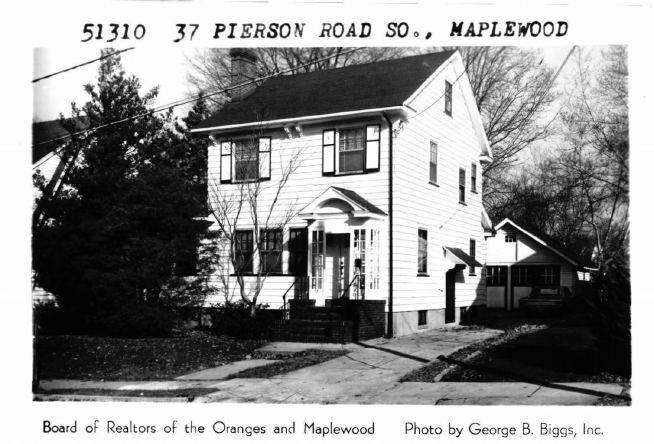 51310 37 PIERSON ROAD SO., MAPLEWOOD
Board of Realtors of the Oranges and Maplewood Photo by George B. Biggs, Inc.